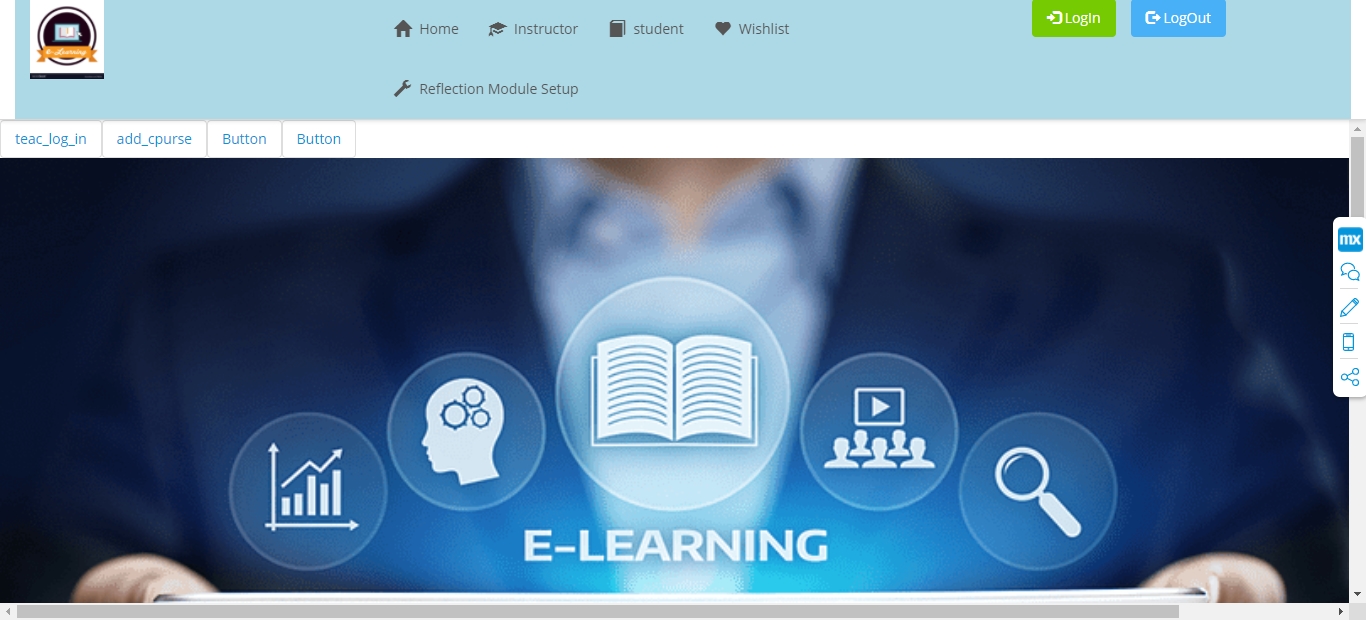 Home Instructor student Wishlist
LogIn LogOut
e-Learning
Reflection Module Setup
teac_log_in add_cpurse Button Button
mx
E-LEARNING